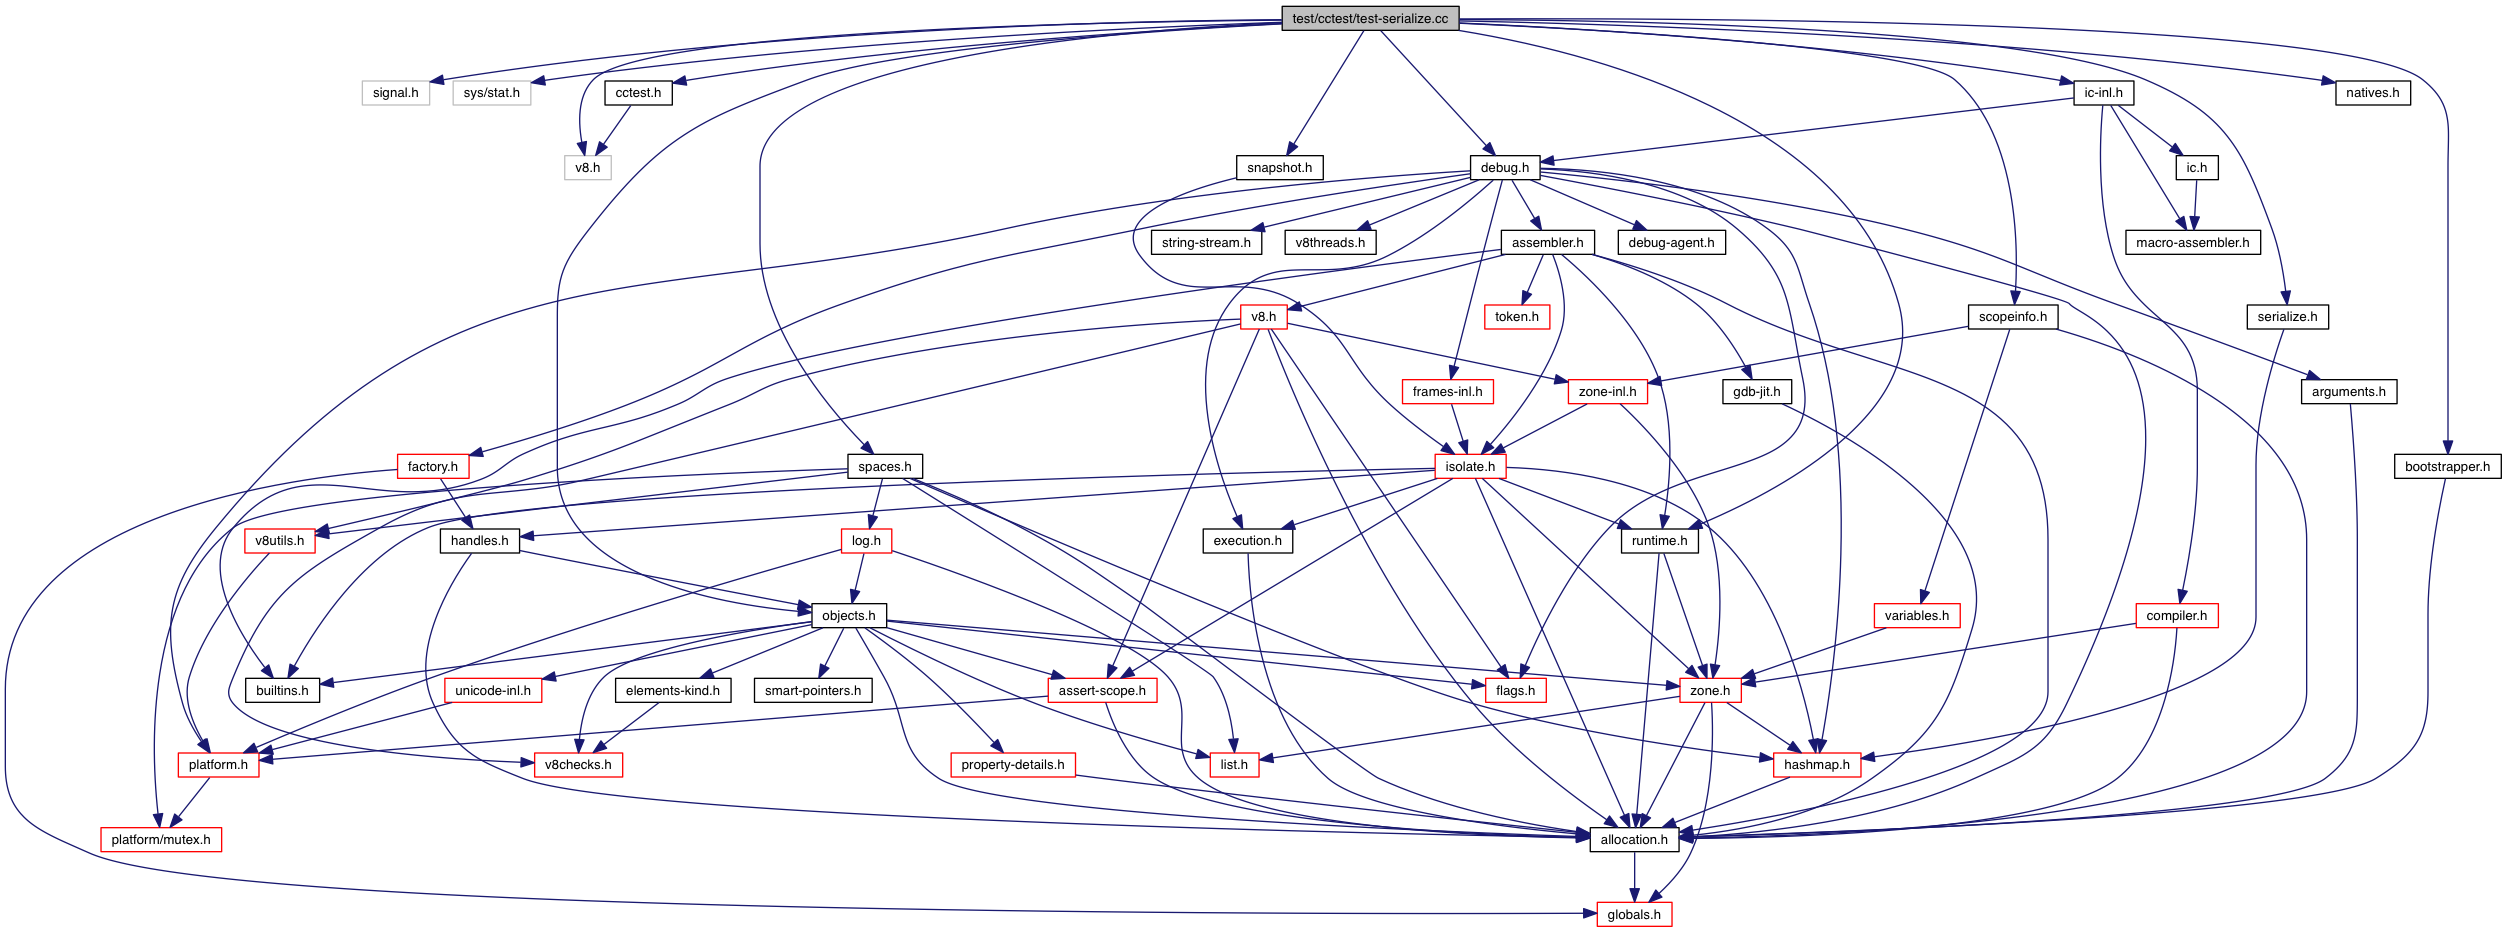 test/cctest/test-serialize.cc
signal.h
sys/stat.h
cctest.h
ic-inl.h
natives.h
v8.h
snapshot.h
debug.h
ic.h
string-stream.h
v8threads.h
assembler.h
debug-agent.h
macro-assembler.h
v8.h
token.h
scopeinfo.h
serialize.h
frames-inl.h
zone-inl.h
gdb-jit.h
arguments.h
factory.h
spaces.h
isolate.h
bootstrapper.h
v8utils.h
handles.h
log.h
execution.h
runtime.h
objects.h
variables.h
compiler.h
builtins.h
unicode-inl.h
elements-kind.h
smart-pointers.h
assert-scope.h
flags.h
zone.h
platform.h
v8checks.h
property-details.h
list.h
hashmap.h
platform/mutex.h
allocation.h
globals.h